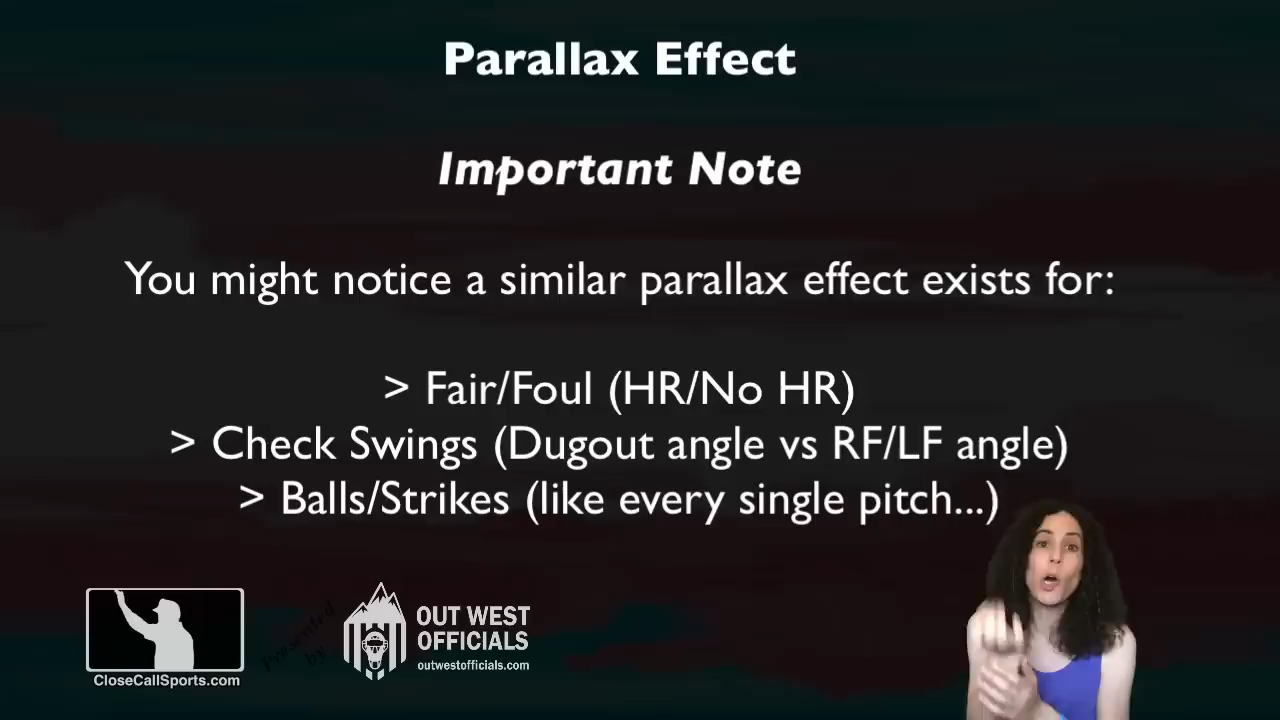 Parallax Effect
Important Note
You might notice a similar parallax effect exists for:
> Fair/Foul (HR/No HR)
> Check Swings (Dugout angle vs RF/LF angle)
> Balls/Strikes (like every single pitch...)
CloseCallSports.com
Presented
by
OUT WEST
OFFICIALS
outwestofficials.com